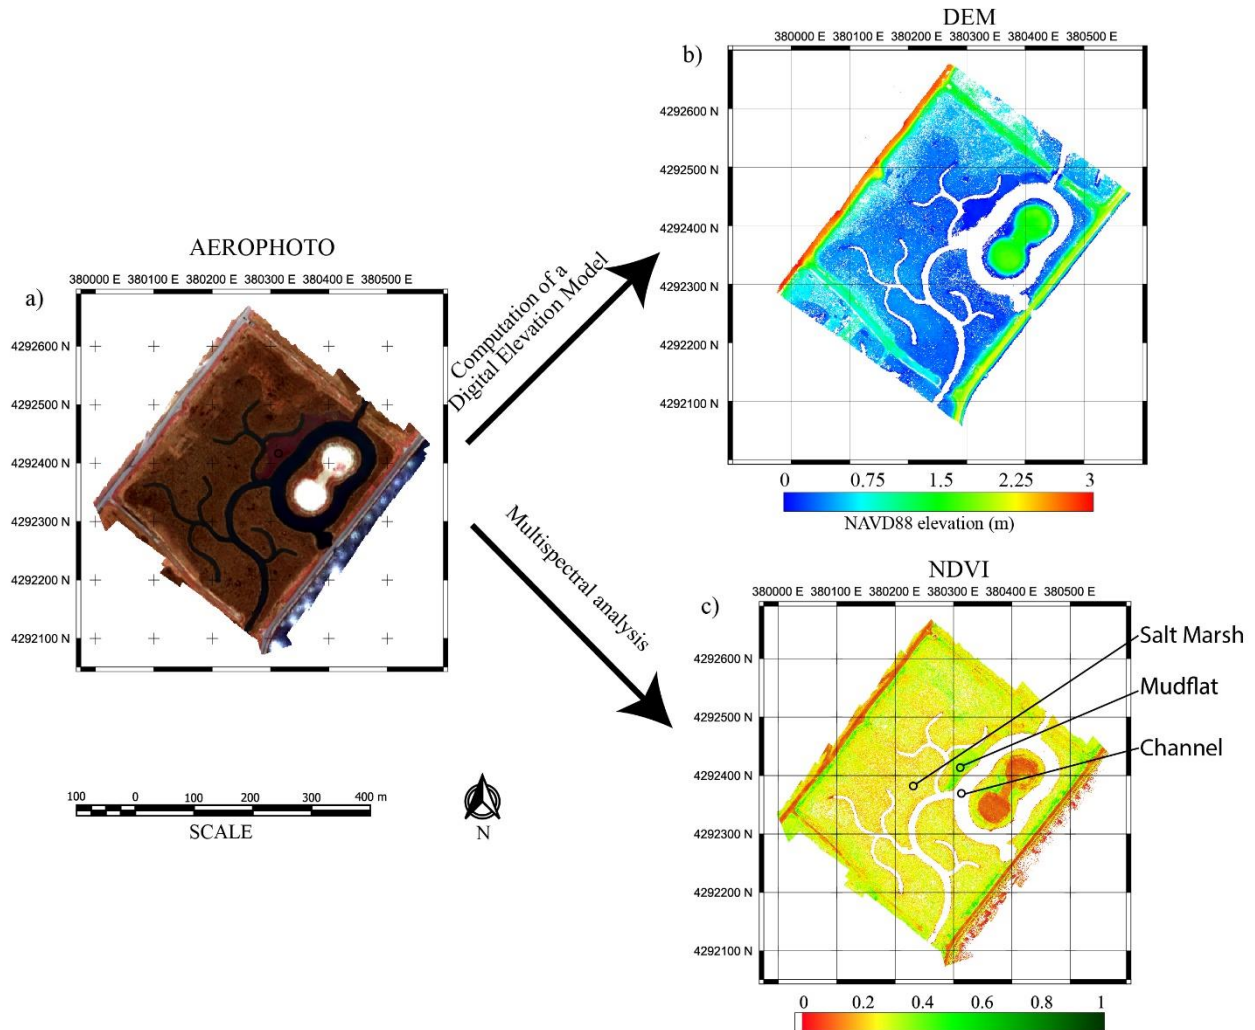 AEROPHOTO
380000 E 380100 E 380200 E 380300 E 380400 E 380500 E
a)
4292600 N
4292500 N
4292400 N
4292300 N
4292200 N
4292100 N
100 0 100 200 300 400 m
SCALE
N
Computation of a
Digital Elevation Model
Multispectral analysis
DEM
380000 E 380100 E 380200 E 380300 E 380400 E 380500 E
b)
4292600 N
4292500 N
4292400 N
4292300 N
4292200 N
4292100 N
0 0.75 1.5 2.25 3
NAVD88 elevation (m)
NDVI
380000 E 380100 E 380200 E 380300 E 380400 E 380500 E
c)
4292600 N
4292500 N
4292400 N
4292300 N
4292200 N
4292100 N
Salt Marsh
Mudflat
Channel
0 0.2 0.4 0.6 0.8 1